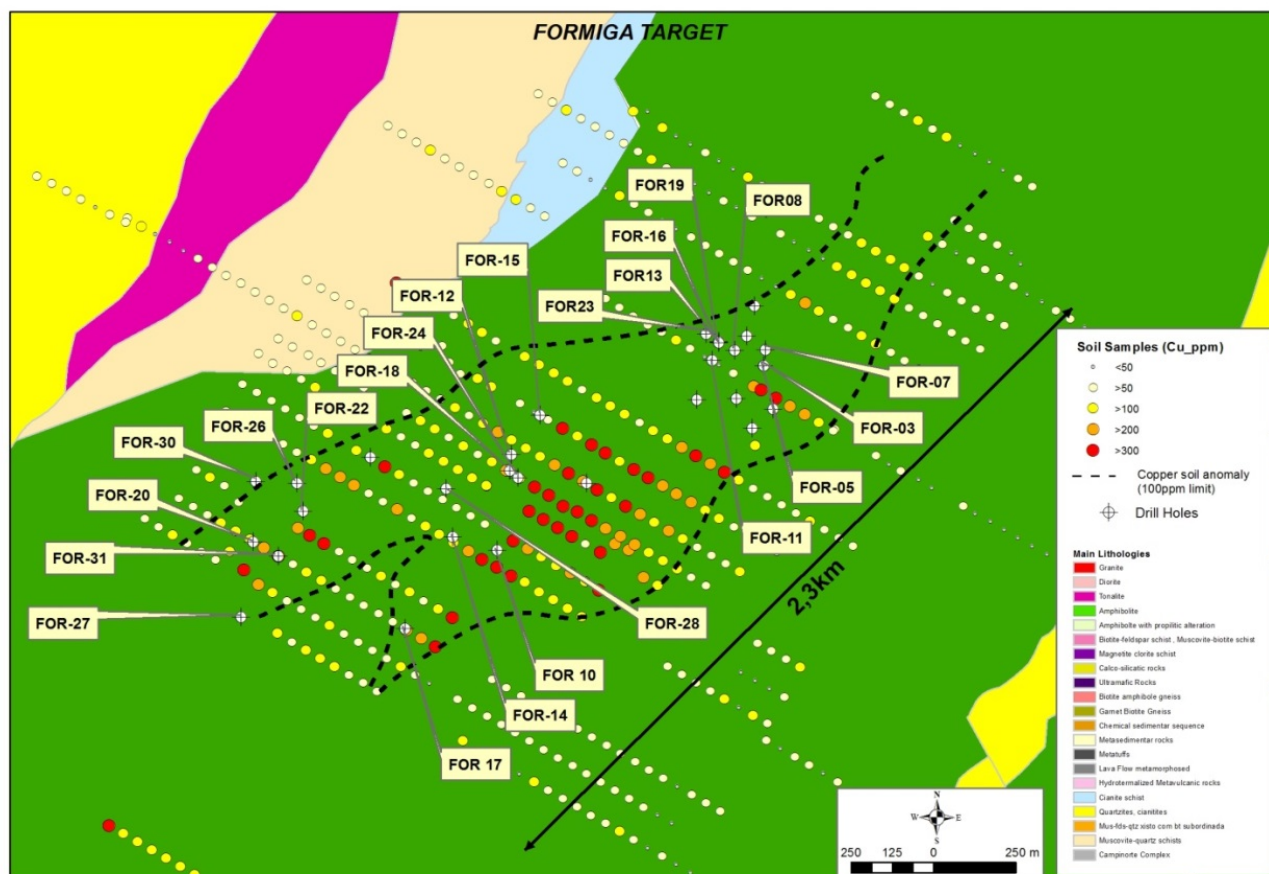 FORMIGA TARGET
FOR19
FOR08
FOR-16
FOR-15
FOR13
FOR-12
FOR23
FOR-24
FOR-18
FOR-07
FOR-22
FOR-26
FOR-03
FOR-30
FOR-20
FOR-05
FOR-11
FOR-31
FOR-27
FOR-28
FOR 10
FOR-14
FOR 17
2,3km
Soil Samples (Cu_ppm)
<50
>50
>100
>200
>300
Copper soil anomaly
(100ppm limit)
Drill Holes
Main Lithologies
Granite
Diorite
Tonalite
Amphibolite
Amphibolte with propilitic alteration
Biotite-feldspar schist , Muscovite-biotite schist
Magnetite clorite schist
Calco-silicatic rocks
Ultramafic Rocks
Biotite amphibole gneiss
Garnet Biotite Gneiss
Chemical sedimentar sequence
Metasedimentar rocks
Metatuffs
Lava Flow metamorphosed
Hydrotermalized Metavulcanic rocks
Cianite schist
Quartzites, cianitites
Mus-fds-qtz xisto com bt subordinada
Muscovite-quartz schists
Campinorte Complex
N
W E
S
250 125 0 250 m